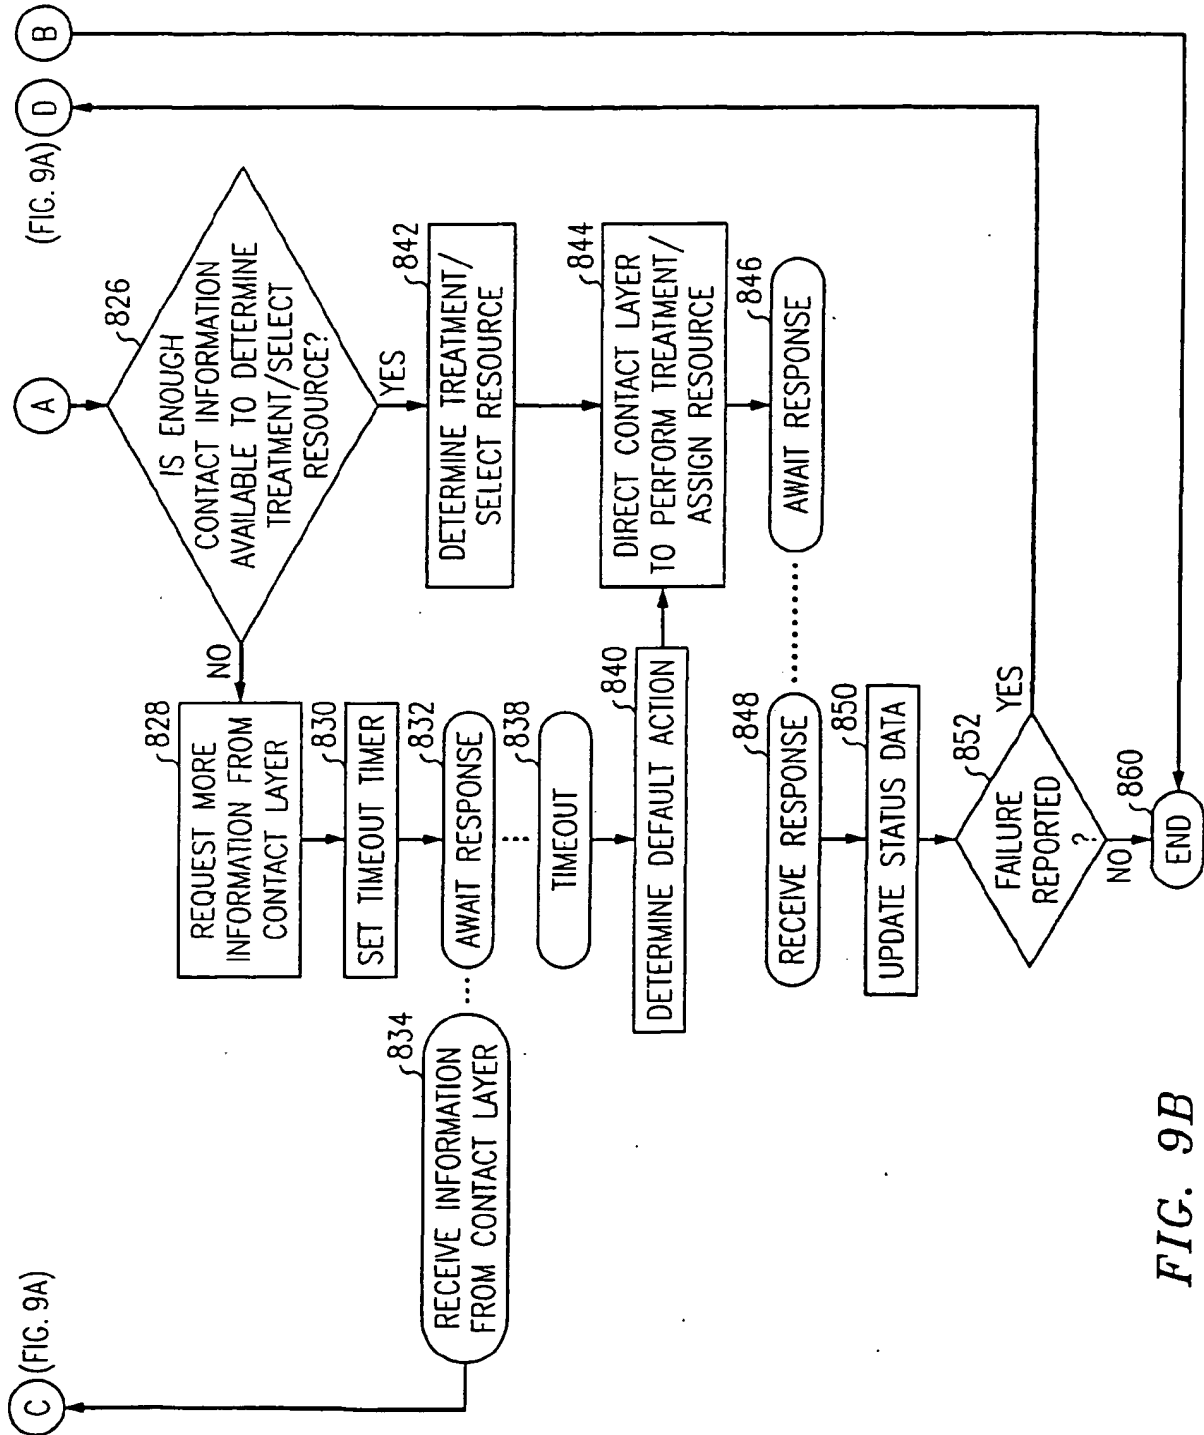 C
(FIG. 9A)
A
(FIG. 9A)
D
B
826
IS ENOUGH
CONTACT INFORMATION
AVAILABLE TO DETERMINE
TREATMENT/SELECT
RESOURCE?
NO
YES
828
REQUEST MORE
INFORMATION FROM
CONTACT LAYER
830
SET TIMEOUT TIMER
832
AWAIT RESPONSE
834
RECEIVE INFORMATION
FROM CONTACT LAYER
838
TIMEOUT
840
DETERMINE DEFAULT ACTION
842
DETERMINE TREATMENT/
SELECT RESOURCE
844
DIRECT CONTACT LAYER
TO PERFORM TREATMENT/
ASSIGN RESOURCE
846
AWAIT RESPONSE
848
RECEIVE RESPONSE
850
UPDATE STATUS DATA
852
FAILURE
REPORTED
?
YES
NO
860
END
FIG. 9B